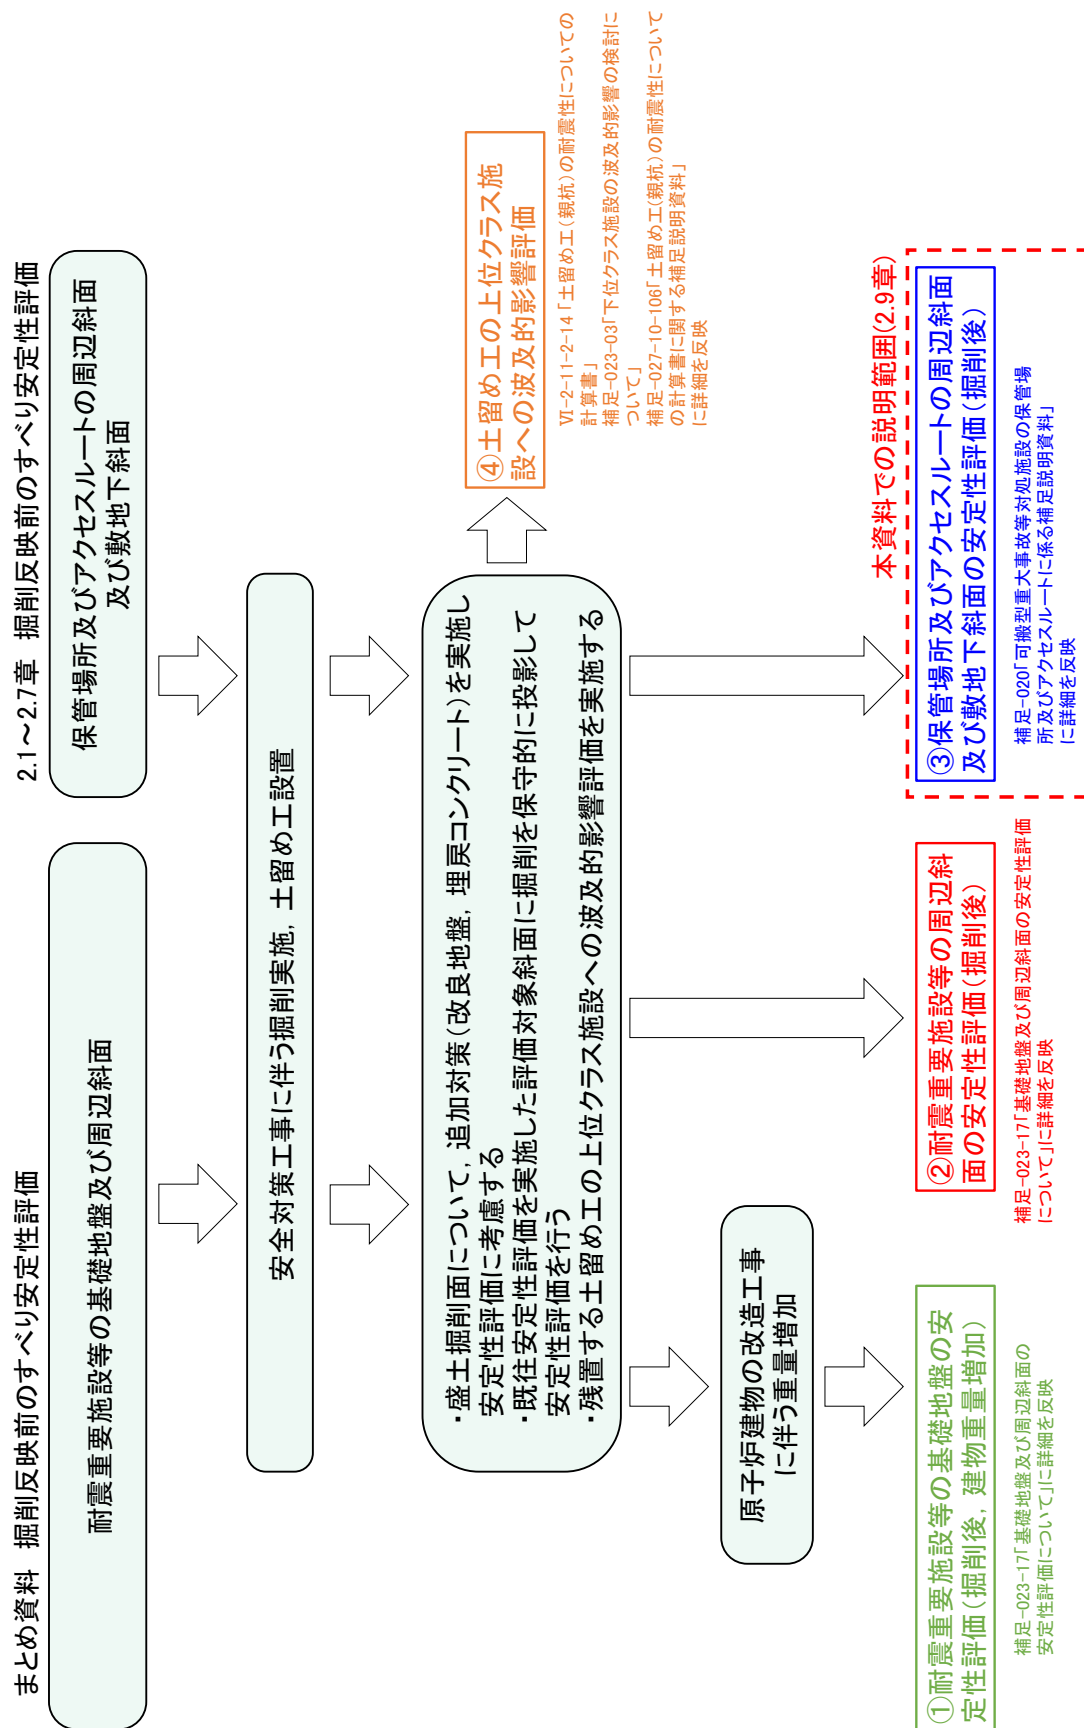 まとめ資料　掘削反映前のすべり安定性評価
耐震重要施設等の基礎地盤及び周辺斜面
2.1～2.7章　掘削反映前のすべり安定性評価
保管場所及びアクセスルートの周辺斜面
及び敷地下斜面
安全対策工事に伴う掘削実施，土留め工設置
・盛土掘削面について，追加対策（改良地盤，埋戻コンクリート）を実施し
安定性評価に考慮する
・既往安定性評価を実施した評価対象斜面に掘削を保守的に投影して
安定性評価を行う
・残置する土留め工の上位クラス施設への波及的影響評価を実施する
④土留め工の上位クラス施
設への波及的影響評価
Ⅵ-2-11-2-14「土留め工（親杭）の耐震性についての
計算書」
補足-023-03「下位クラス施設の波及的影響の検討に
ついて」
補足-027-10-106「土留め工（親杭）の耐震性について
の計算書に関する補足説明資料」
に詳細を反映
原子炉建物の改造工事
に伴う重量増加
①耐震重要施設等の基礎地盤の安
定性評価（掘削後，建物重量増加）
補足-023-17「基礎地盤及び周辺斜面の
安定性評価について」に詳細を反映
②耐震重要施設等の周辺斜
面の安定性評価（掘削後）
補足-023-17「基礎地盤及び周辺斜面の安定性評価
について」に詳細を反映
本資料での説明範囲（2.9章）
③保管場所及びアクセスルートの周辺斜面
及び敷地下斜面の安定性評価（掘削後）
補足-020「可搬型重大事故等対処施設の保管場
所及びアクセスルートに係る補足説明資料」
に詳細を反映